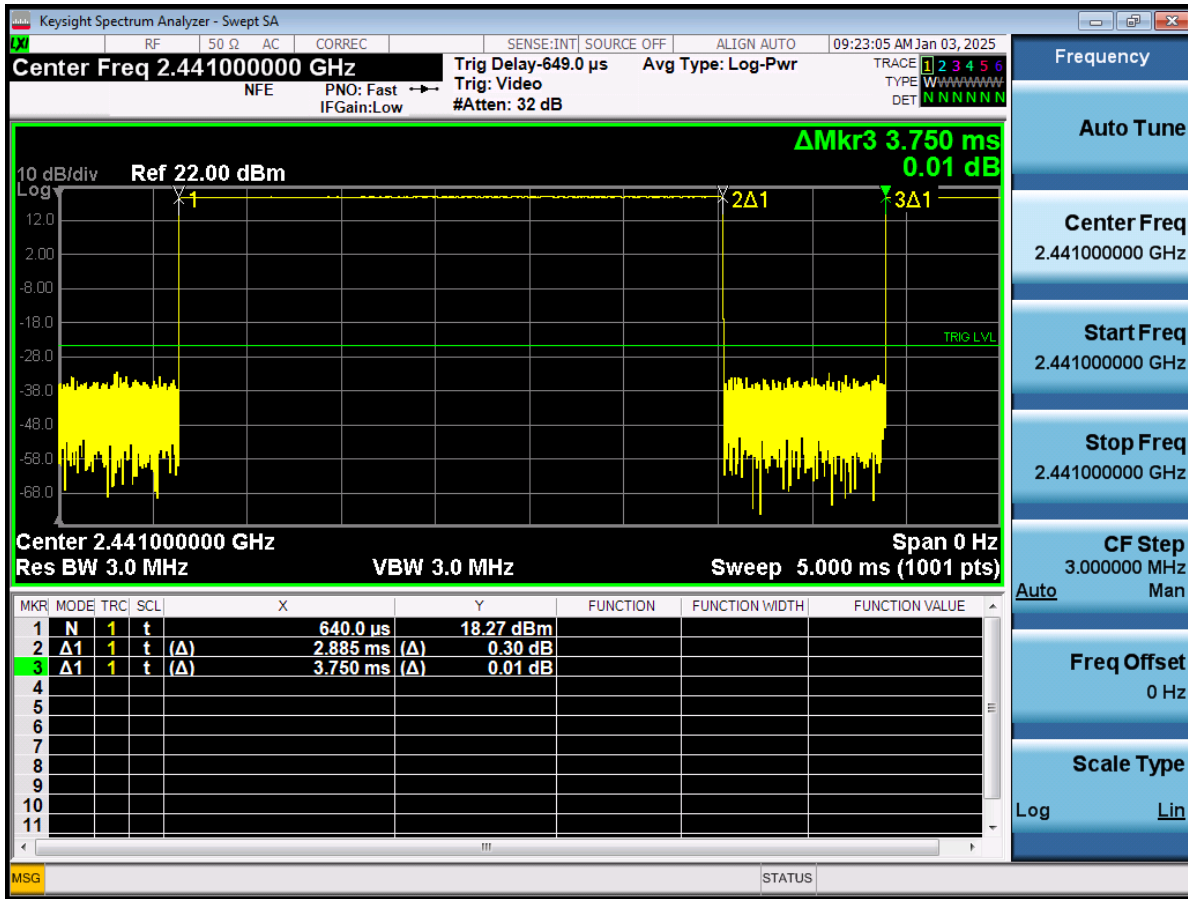 Keysight Spectrum Analyzer - Swept SA
LXI RF 50 Ω AC CORREC SENSE:INT SOURCE OFF ALIGN AUTO 09:23:05 AM Jan 03, 2025
Center Freq 2.441000000 GHz
NFE PNO: Fast
IFGain:Low
Trig Delay-649.0 µs
Trig: Video
#Atten: 32 dB
Avg Type: Log-Pwr
TRACE 1 2 3 4 5 6
TYPE WWWWWW
DET N N N N N N
ΔMkr3 3.750 ms
0.01 dB
10 dB/div Ref 22.00 dBm
Log
1 2Δ1 3Δ1
12.0
2.00
-8.00
-18.0
TRIG LVL
-28.0
-38.0
-48.0
-58.0
-68.0
Center 2.441000000 GHz Span 0 Hz
Res BW 3.0 MHz VBW 3.0 MHz Sweep 5.000 ms (1001 pts)
MKR MODE TRC SCL X Y FUNCTION FUNCTION WIDTH FUNCTION VALUE
1 N 1 t 640.0 µs 18.27 dBm
2 Δ1 1 t (Δ) 2.885 ms (Δ) 0.30 dB
3 Δ1 1 t (Δ) 3.750 ms (Δ) 0.01 dB
4
5
6
7
8
9
10
11
MSG STATUS
Frequency
Auto Tune
Center Freq
2.441000000 GHz
Start Freq
2.441000000 GHz
Stop Freq
2.441000000 GHz
CF Step
3.000000 MHz
Auto Man
Freq Offset
0 Hz
Scale Type
Log Lin